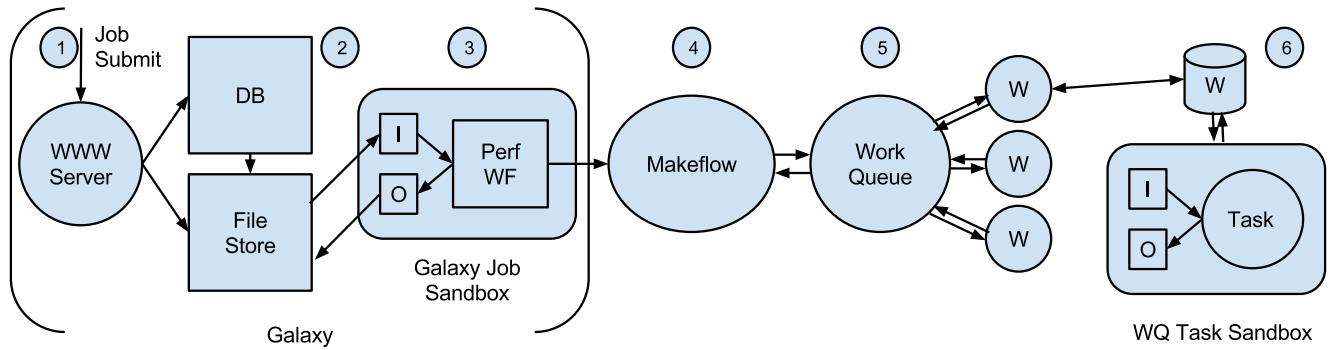 1
Job
Submit
WWW
Server
2
DB
File
Store
3
I
O
Perf
WF
Galaxy Job
Sandbox
Galaxy
4
Makeflow
5
Work
Queue
W
W
W
6
W
I
O
Task
WQ Task Sandbox